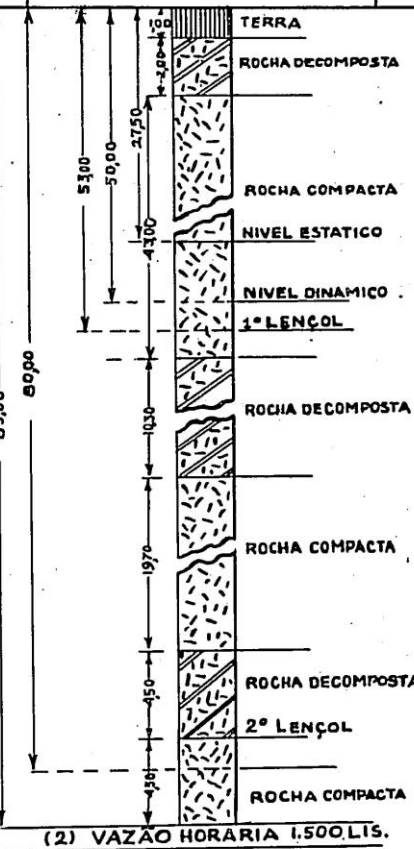 TERRA
1,00
ROCHA DECOMPOSTA
2,00
27,50
50,00
53,00
ROCHA COMPACTA
43,00
NIVEL ESTATICO
NIVEL DINAMICO
1º LENÇOL
80,00
ROCHA DECOMPOSTA
10,30
ROCHA COMPACTA
19,70
ROCHA DECOMPOSTA
4,50
2º LENÇOL
4,50
ROCHA COMPACTA
(2) VAZÃO HORARIA 1.500 LIS.